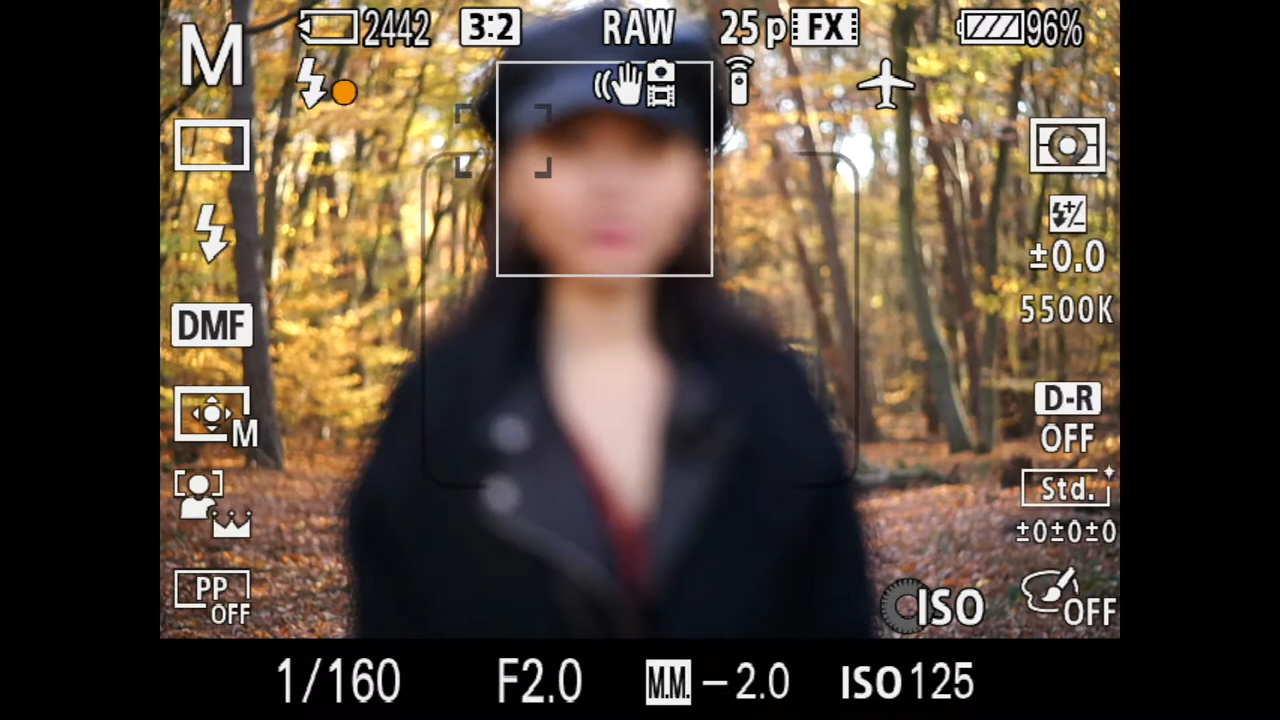 M 2442 3:2 RAW 25p FX 96%
±0.0
5500K
DMF
D-R
OFF
M
Std.
±0±0±0
PP
OFF
ISO
OFF
1/160 F2.0 M.M. −2.0 ISO 125